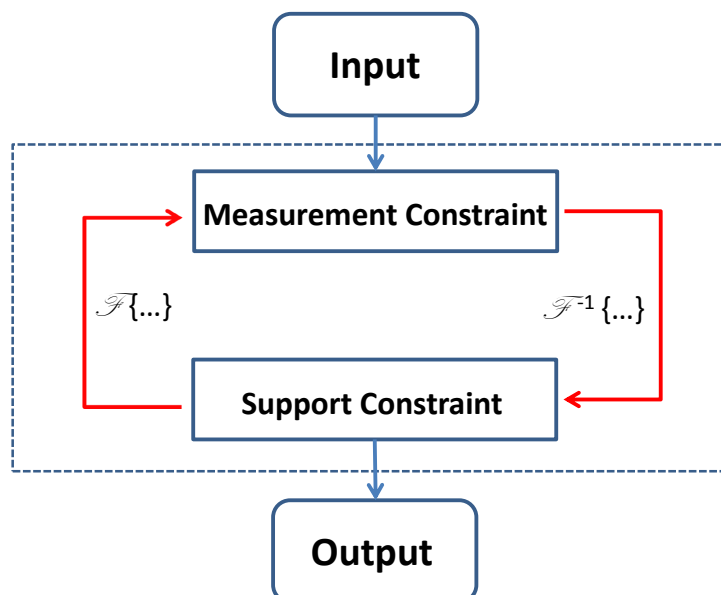 Input
Measurement Constraint
ℱ{...}
ℱ⁻¹ {...}
Support Constraint
Output